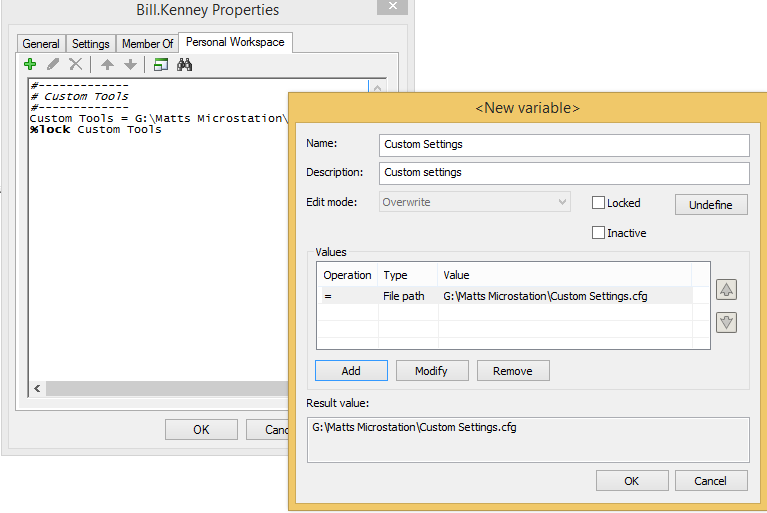 Bill.Kenney Properties
General Settings Member Of Personal Workspace
#-------------
# Custom Tools
#-------------
Custom Tools = G:\Matts Microstation\
%lock Custom Tools
OK Canc
<New variable>
Name: Custom Settings
Description: Custom settings
Edit mode: Overwrite Locked Undefine
Inactive
Values
Operation Type Value
= File path G:\Matts Microstation\Custom Settings.cfg
Add Modify Remove
Result value:
G:\Matts Microstation\Custom Settings.cfg
OK Cancel